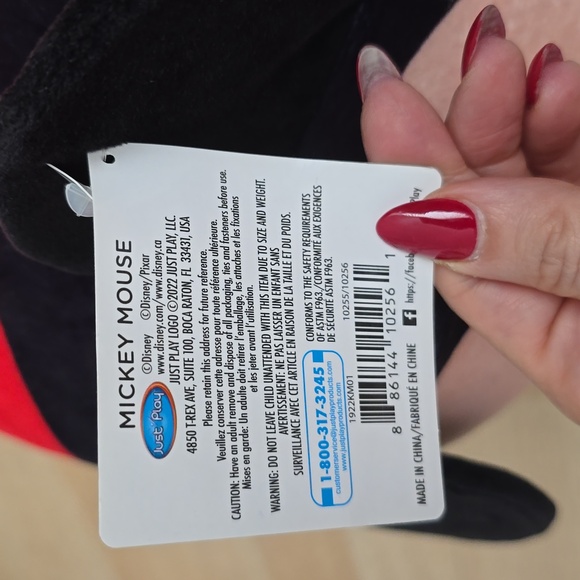 MICKEY MOUSE
©Disney ©Disney/Pixar
www.disney.com/www.disney.ca
Just Play
JUST PLAY LOGO ©2022 JUST PLAY, LLC.
4850 T-REX AVE, SUITE 100, BOCA RATON, FL 33431, USA
Please retain this address for future reference.
Veuillez conserver cette adresse pour toute référence ultérieure.
CAUTION: Have an adult remove and dispose of all packaging, ties and fasteners before use.
Mises en garde: Un adulte doit retirer l'emballage, les attaches et les fixations
et les jeter avant l'utilisation.
WARNING: DO NOT LEAVE CHILD UNATTENDED WITH THIS ITEM DUE TO SIZE AND WEIGHT.
AVERTISSEMENT: NE PAS LAISSER UN ENFANT SANS
SURVEILLANCE AVEC CET ARTICLE EN RAISON DE LA TAILLE ET DU POIDS.
1-800-317-3245
customerservice@justplayproducts.com
www.justplayproducts.com
CONFORMS TO THE SAFETY REQUIREMENTS
OF ASTM F963./CONFORME AUX EXIGENCES
DE SÉCURITÉ ASTM F963.
1922KM01
10255/10256
8 86144 10256 1
MADE IN CHINA/FABRIQUÉ EN CHINE